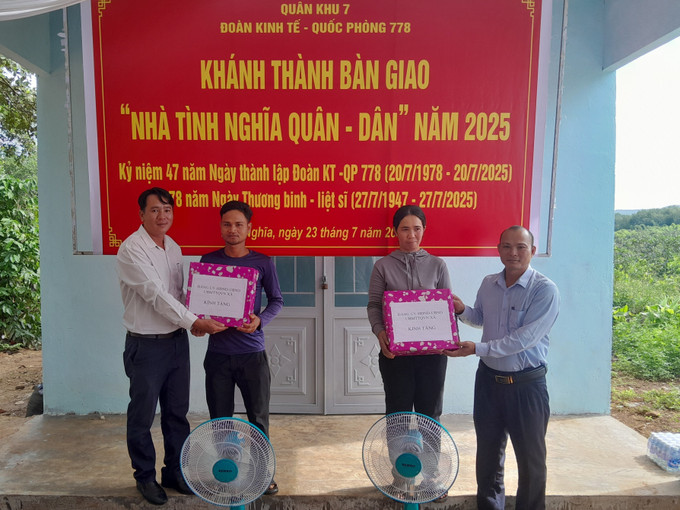 QUÂN KHU 7
ĐOÀN KINH TẾ - QUỐC PHÒNG 778
KHÁNH THÀNH BÀN GIAO
“NHÀ TÌNH NGHĨA QUÂN - DÂN” NĂM 2025
Kỷ niệm 47 năm Ngày thành lập Đoàn KT -QP 778 (20/7/1978 - 20/7/2025)
78 năm Ngày Thương binh - liệt sĩ (27/7/1947 - 27/7/2025)
Nghĩa, ngày 23 tháng 7 năm 20
KÍNH TẶNG
KÍNH TẶNG